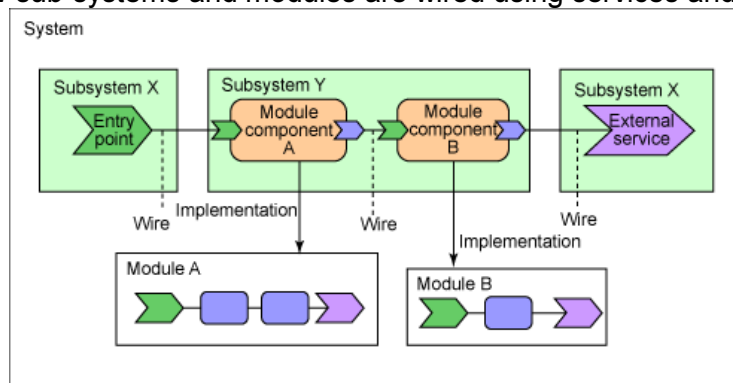 sub-systems and modules are wired using services and
System
Subsystem X
Subsystem Y
Subsystem X
Entry
point
Module
component
A
Module
component
B
External
service
Wire
Implementation
Wire
Implementation
Wire
Module A
Module B